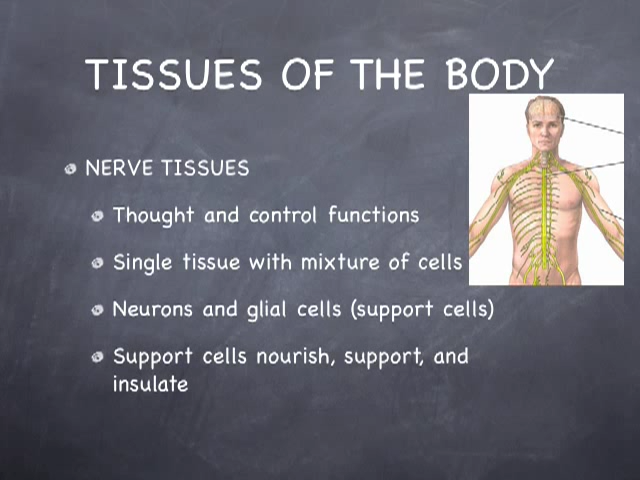 TISSUES OF THE BODY
NERVE TISSUES
Thought and control functions
Single tissue with mixture of cells
Neurons and glial cells (support cells)
Support cells nourish, support, and
insulate